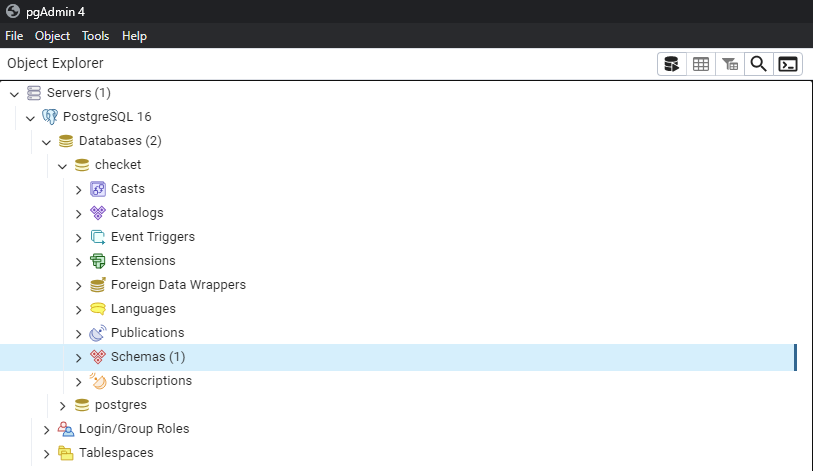 pgAdmin 4
File Object Tools Help
Object Explorer
Servers (1)
PostgreSQL 16
Databases (2)
checket
Casts
Catalogs
Event Triggers
Extensions
Foreign Data Wrappers
Languages
Publications
Schemas (1)
Subscriptions
postgres
Login/Group Roles
Tablespaces